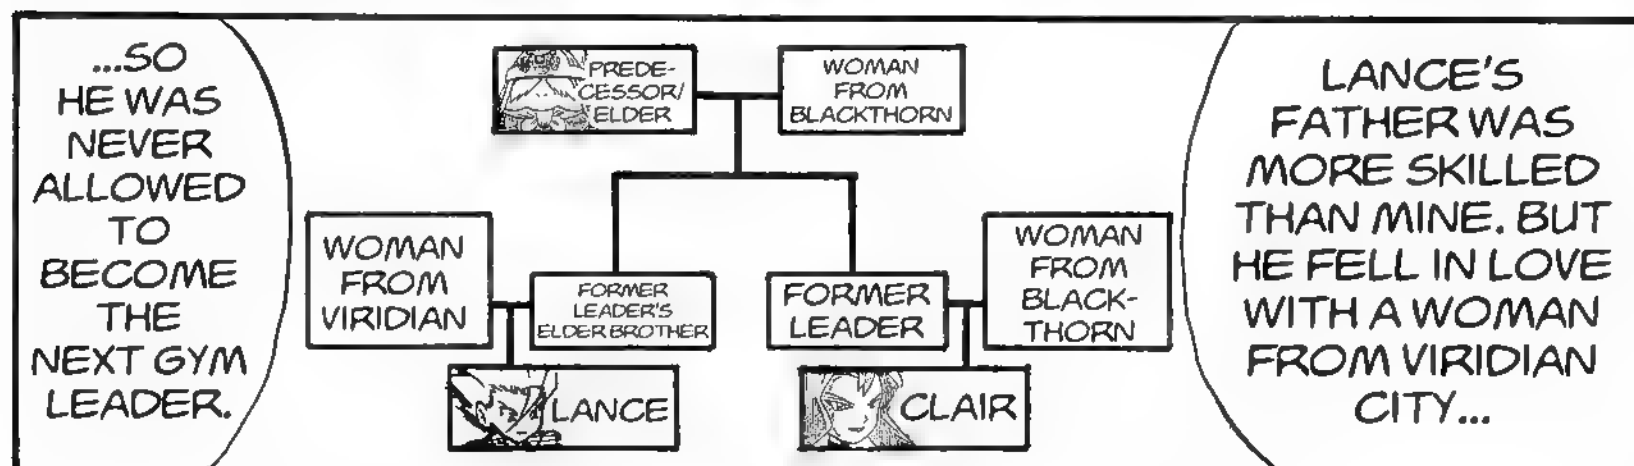 LANCE'S
FATHER WAS
MORE SKILLED
THAN MINE. BUT
HE FELL IN LOVE
WITH A WOMAN
FROM VIRIDIAN
CITY...
PREDE-
CESSOR/
ELDER
WOMAN
FROM
BLACKTHORN
WOMAN
FROM
VIRIDIAN
FORMER
LEADER'S
ELDER BROTHER
FORMER
LEADER
WOMAN
FROM
BLACK-
THORN
LANCE
CLAIR
...SO
HE WAS
NEVER
ALLOWED
TO
BECOME
THE
NEXT GYM
LEADER.